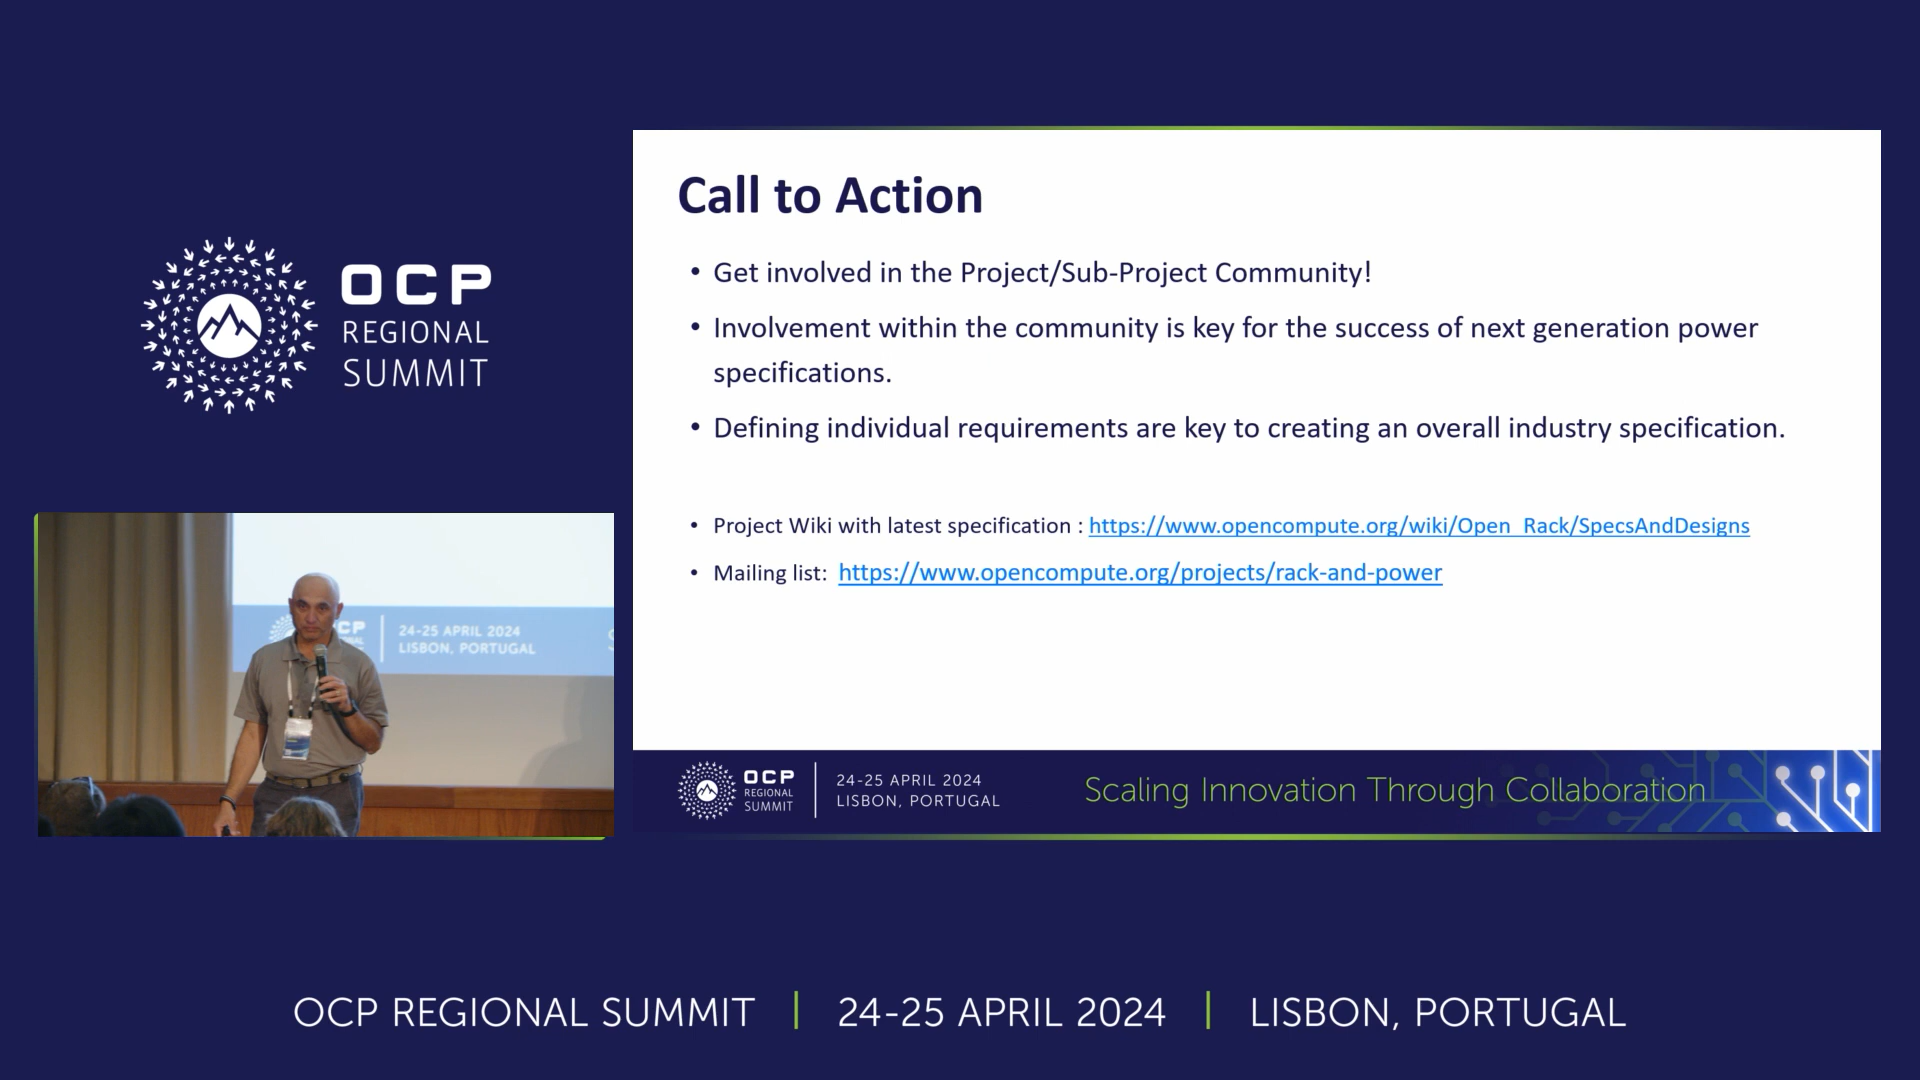 OCP
REGIONAL
SUMMIT
Call to Action
• Get involved in the Project/Sub-Project Community!
• Involvement within the community is key for the success of next generation power
specifications.
• Defining individual requirements are key to creating an overall industry specification.
• Project Wiki with latest specification : https://www.opencompute.org/wiki/Open_Rack/SpecsAndDesigns
• Mailing list: https://www.opencompute.org/projects/rack-and-power
CP
24-25 APRIL 2024
LISBON, PORTUGAL
OCP
REGIONAL
SUMMIT
24-25 APRIL 2024
LISBON, PORTUGAL
Scaling Innovation Through Collaboration
OCP REGIONAL SUMMIT | 24-25 APRIL 2024 | LISBON, PORTUGAL